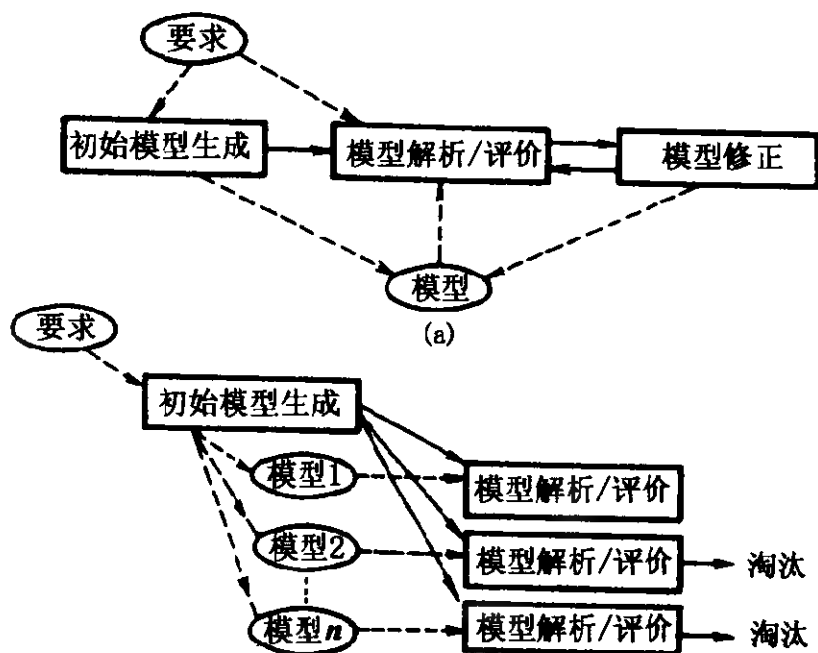 要求
初始模型生成
模型解析/评价
模型修正
模型
(a)
要求
初始模型生成
模型1
模型解析/评价
模型2
模型解析/评价
淘汰
模型n
模型解析/评价
淘汰